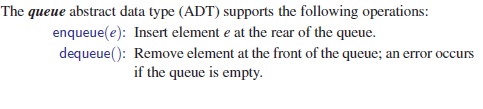 The queue abstract data type (ADT) supports the following operations:
enqueue(e): Insert element e at the rear of the queue.
dequeue(): Remove element at the front of the queue; an error occurs
if the queue is empty.